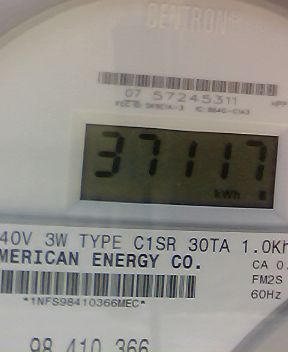 CENTRON®
07 57245311
37117
kWh
40V 3W TYPE C1SR 30TA 1.0Kh
MERICAN ENERGY CO. CA 0.
FM2S
*1NFS98410366MEC* 60Hz
98 410 366